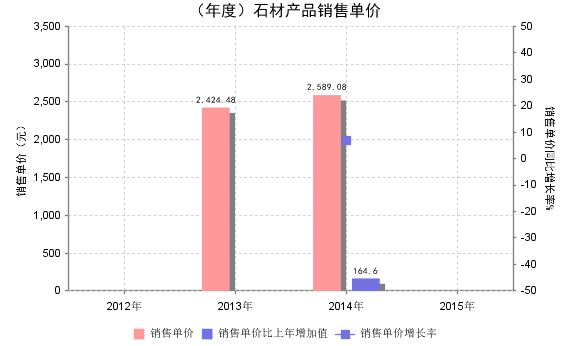 （年度）石材产品销售单价
3,500
3,000
2,500
2,000
1,500
1,000
500
0
销售单价（元）
50
40
30
20
10
0
-10
-20
-30
-40
-50
销售单价同比增长率%
2,424.48
2,589.08
164.6
2012年
2013年
2014年
2015年
销售单价
销售单价比上年增加值
销售单价增长率